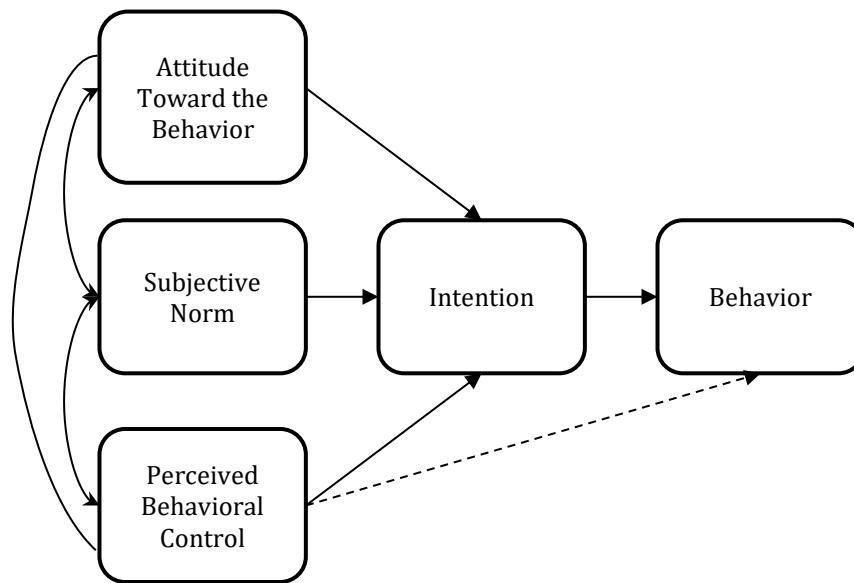 Attitude
Toward the
Behavior
Subjective
Norm
Intention
Behavior
Perceived
Behavioral
Control